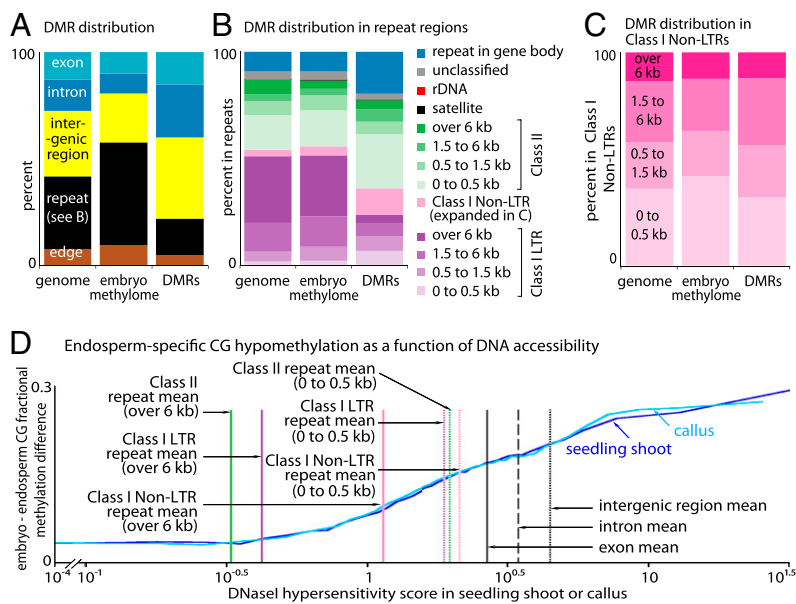 A DMR distribution
100
percent
0
exon
intron
inter-
-genic
region
repeat
(see B)
edge
genome embryo DMRs
methylome
B DMR distribution in repeat regions
100
percent in repeats
0
genome embryo DMRs
methylome
repeat in gene body
unclassified
rDNA
satellite
over 6 kb
1.5 to 6 kb
0.5 to 1.5 kb
0 to 0.5 kb
Class II
Class I Non-LTR
(expanded in C)
over 6 kb
1.5 to 6 kb
0.5 to 1.5 kb
0 to 0.5 kb
Class I LTR
C DMR distribution in
Class I Non-LTRs
100
percent in Class I
Non-LTRs
0
over
6 kb
1.5 to
6 kb
0.5 to
1.5 kb
0 to
0.5 kb
genome embryo DMRs
methylome
D Endosperm-specific CG hypomethylation as a function of DNA accessibility
0.3
embryo - endosperm CG fractional
methylation difference
0
Class II
repeat mean
(over 6 kb)
Class I LTR
repeat mean
(over 6 kb)
Class I Non-LTR
repeat mean
(over 6 kb)
Class II repeat mean
(0 to 0.5 kb)
Class I LTR
repeat mean
(0 to 0.5 kb)
Class I Non-LTR
repeat mean
(0 to 0.5 kb)
callus
seedling shoot
intergenic region mean
intron mean
exon mean
10^-4 10^-1 10^-0.5 1 10^0.5 10 10^1.5
DNaseI hypersensitivity score in seedling shoot or callus